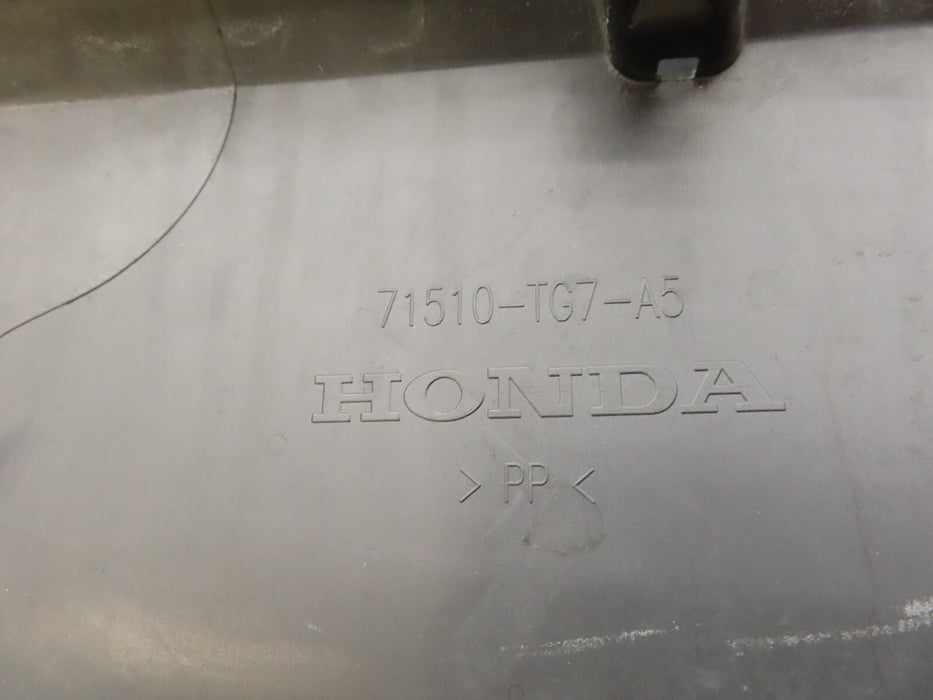 71510-TG7-A5
HONDA
> PP <